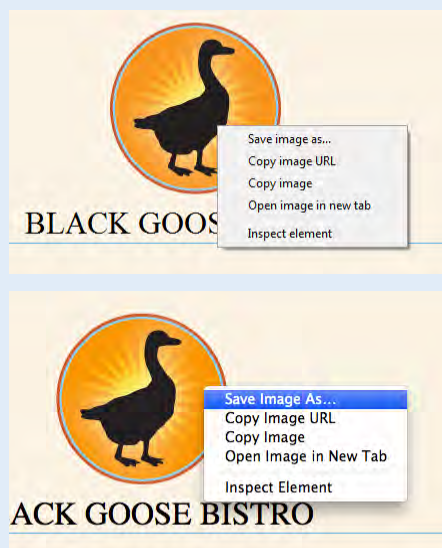 Save image as...
Copy image URL
Copy image
Open image in new tab
Inspect element
BLACK GOOS
Save Image As...
Copy Image URL
Copy Image
Open Image in New Tab
Inspect Element
ACK GOOSE BISTRO